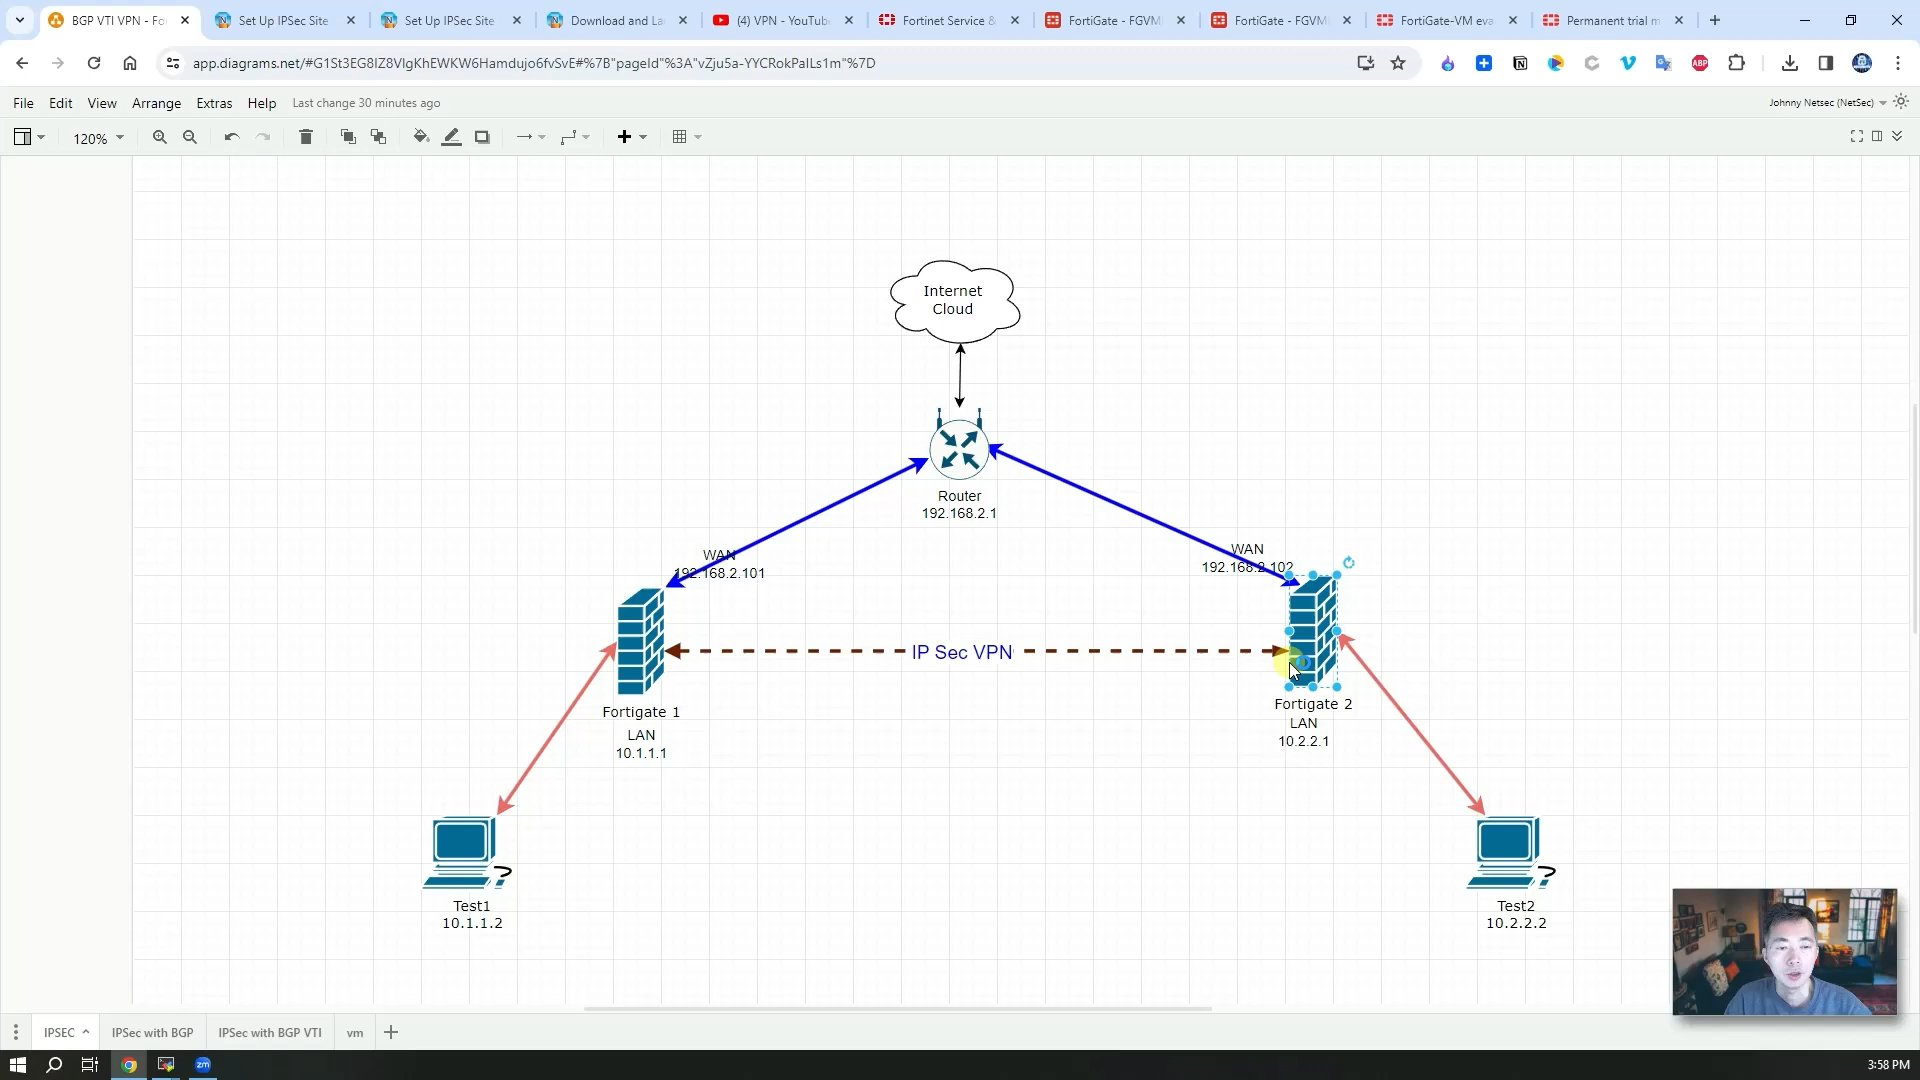 BGP VTI VPN - Fo
Set Up IPSec Site
Set Up IPSec Site
Download and La
(4) VPN - YouTub
Fortinet Service &
FortiGate - FGVM
FortiGate - FGVM
FortiGate-VM eva
Permanent trial m
app.diagrams.net/#G1St3EG8IZ8VIgKhEWKW6Hamdujo6fvSvE#%7B"pageId"%3A"vZju5a-YYCRokPalLs1m"%7D
ABP
File Edit View Arrange Extras Help Last change 30 minutes ago
Johnny Netsec (NetSec)
120%
Internet
Cloud
Router
192.168.2.1
WAN
192.168.2.101
WAN
192.168.2.102
IP Sec VPN
Fortigate 1
LAN
10.1.1.1
Fortigate 2
LAN
10.2.2.1
Test1
10.1.1.2
Test2
10.2.2.2
IPSEC IPSec with BGP IPSec with BGP VTI vm
zm
3:58 PM